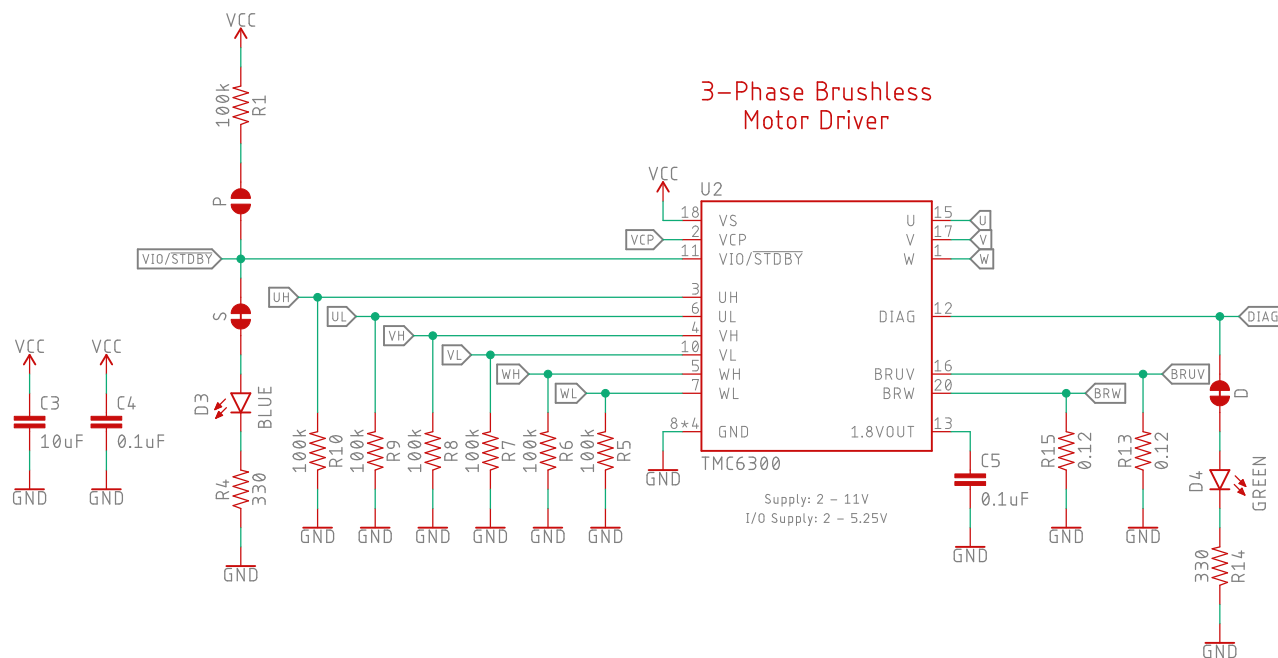 VCC
100k
R1
3-Phase Brushless
Motor Driver
P
VCC
U2
18 VS
U 15 U
VCP 2 VCP
V 17 V
VIO/STDBY 11 VIO/STDBY
W 1 W
UH 3 UH
S UL 6 UL
DIAG 12 DIAG
VH 4 VH
VCC VCC
VL 10 VL
WH 5 WH
BRUV 16 BRUV
WL 7 WL
BRW 20 BRW
D
C3 C4
D3 BLUE
10uF 0.1uF
8*4 GND
1.8VOUT 13
100k R10 100k R9 100k R8 100k R7 100k R6 100k R5
GND
TMC6300
C5
0.1uF
R15 0.12
R13 0.12
D4 GREEN
GND GND
R4 330
Supply: 2 - 11V
I/O Supply: 2 - 5.25V
GND GND GND GND GND GND
GND GND
GND
GND
330 R14
GND